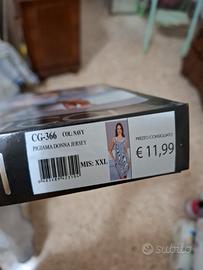 CG-366 COL. NAVY
PIGIAMA DONNA JERSEY
MIS: XXL
PREZZO CONSIGLIATO
€ 11,99
subito